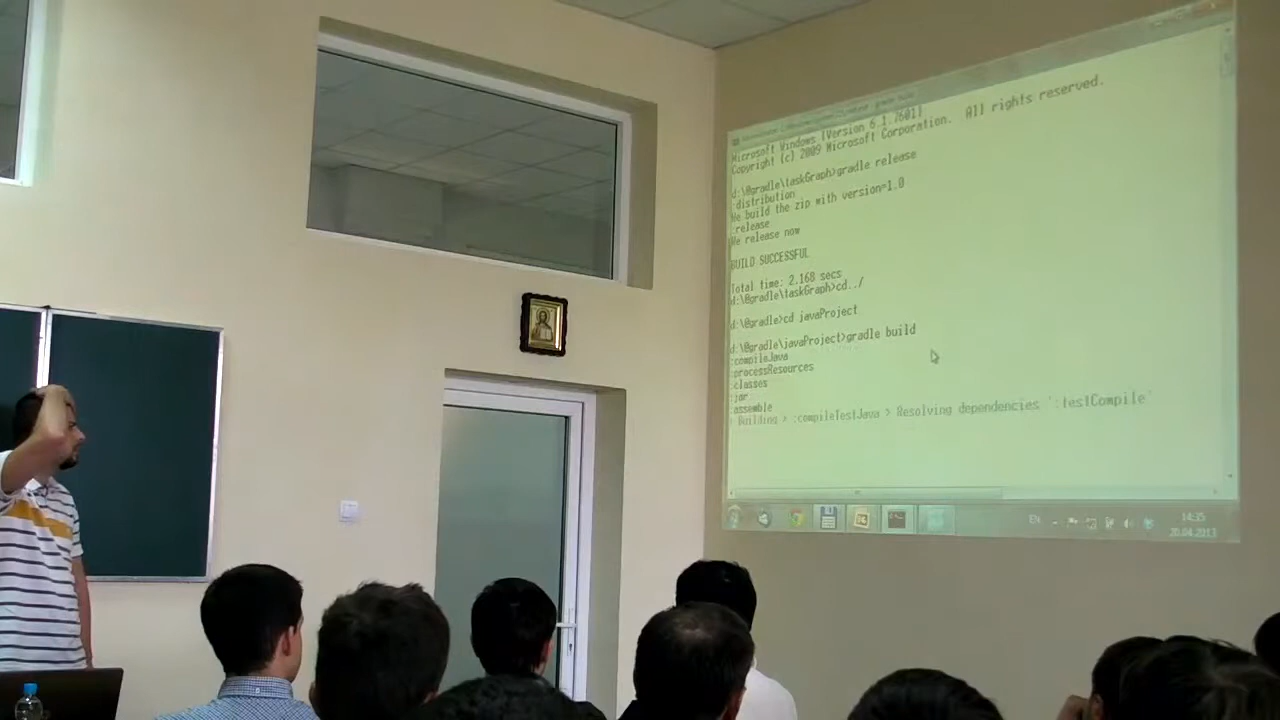 Microsoft Windows [Version 6.1.7601]
Copyright (c) 2009 Microsoft Corporation.  All rights reserved.
d:\@gradle\taskGraph>gradle release
:distribution
We build the zip with version=1.0
:release
We release now
BUILD SUCCESSFUL
Total time: 2.168 secs
d:\@gradle\taskGraph>cd../
d:\@gradle>cd javaProject
d:\@gradle\javaProject>gradle build
:compileJava
:processResources
:classes
:jar
:assemble
> Building > :compileTestJava > Resolving dependencies ':testCompile'
EN
14:35
20.04.2013